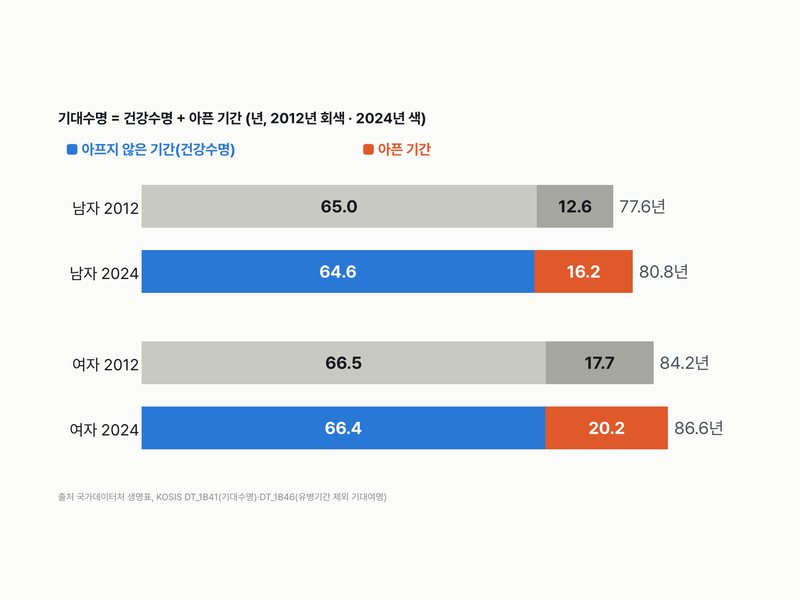 기대수명 = 건강수명 + 아픈 기간 (년, 2012년 회색 · 2024년 색)
아프지 않은 기간(건강수명) 아픈 기간
남자 2012 65.0 12.6 77.6년
남자 2024 64.6 16.2 80.8년
여자 2012 66.5 17.7 84.2년
여자 2024 66.4 20.2 86.6년
출처 국가데이터처 생명표, KOSIS DT_1B41(기대수명)·DT_1B46(유병기간 제외 기대여명)